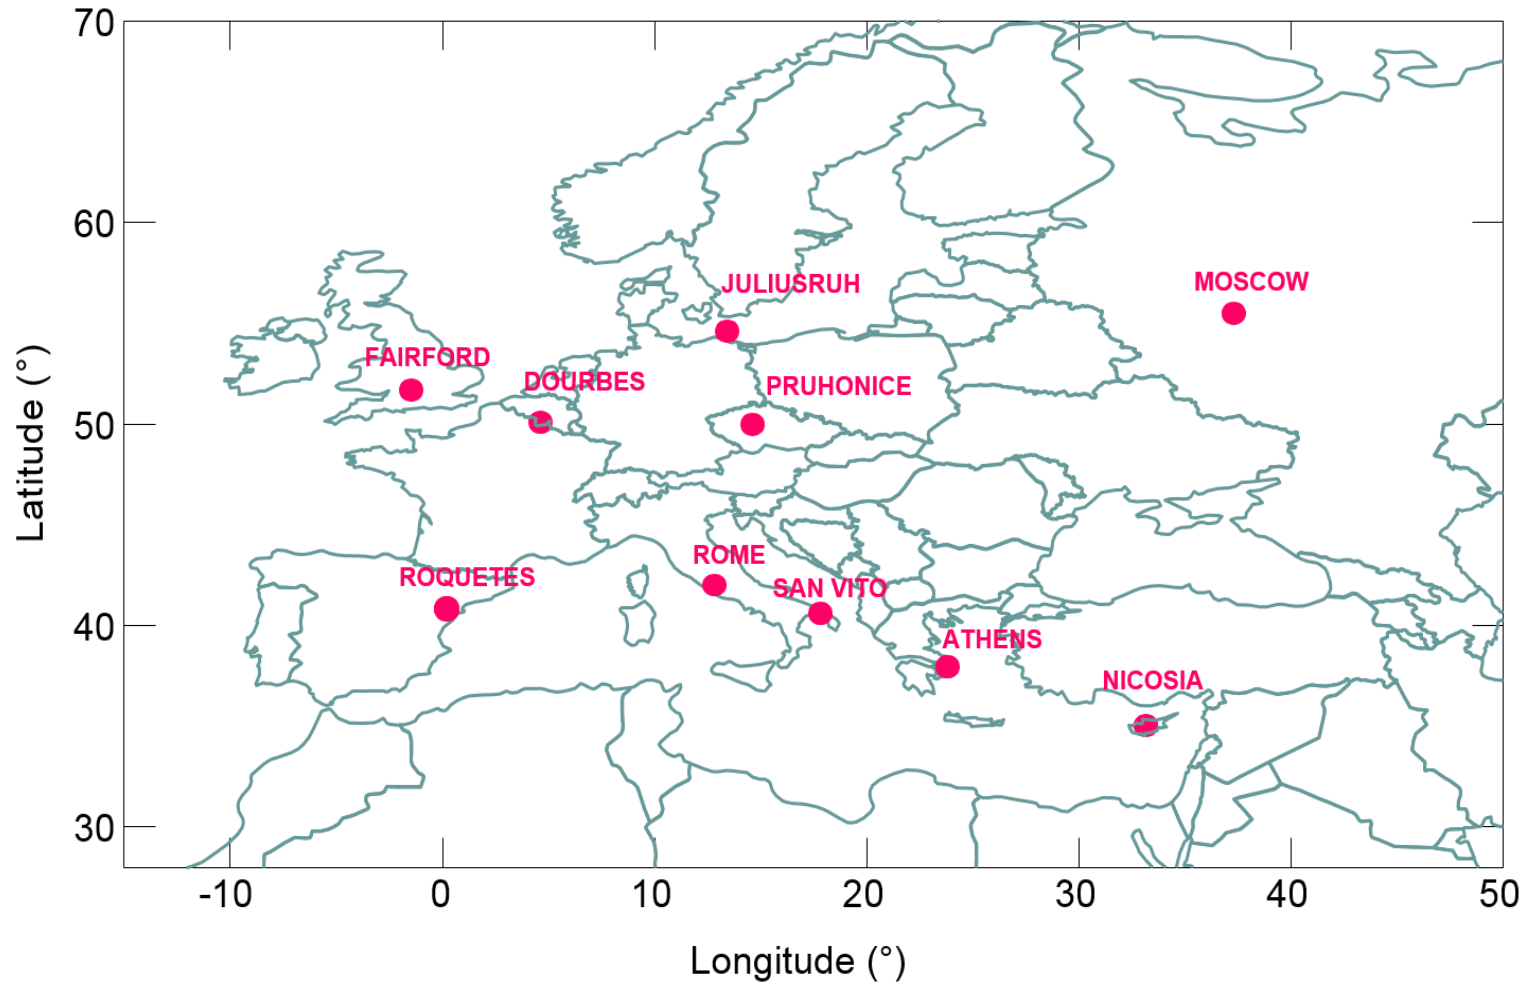 70
60
50
40
30
Latitude (°)
JULIUSRUH
MOSCOW
FAIRFORD
DOURBES
PRUHONICE
ROME
ROQUETES
SAN VITO
ATHENS
NICOSIA
-10 0 10 20 30 40 50
Longitude (°)